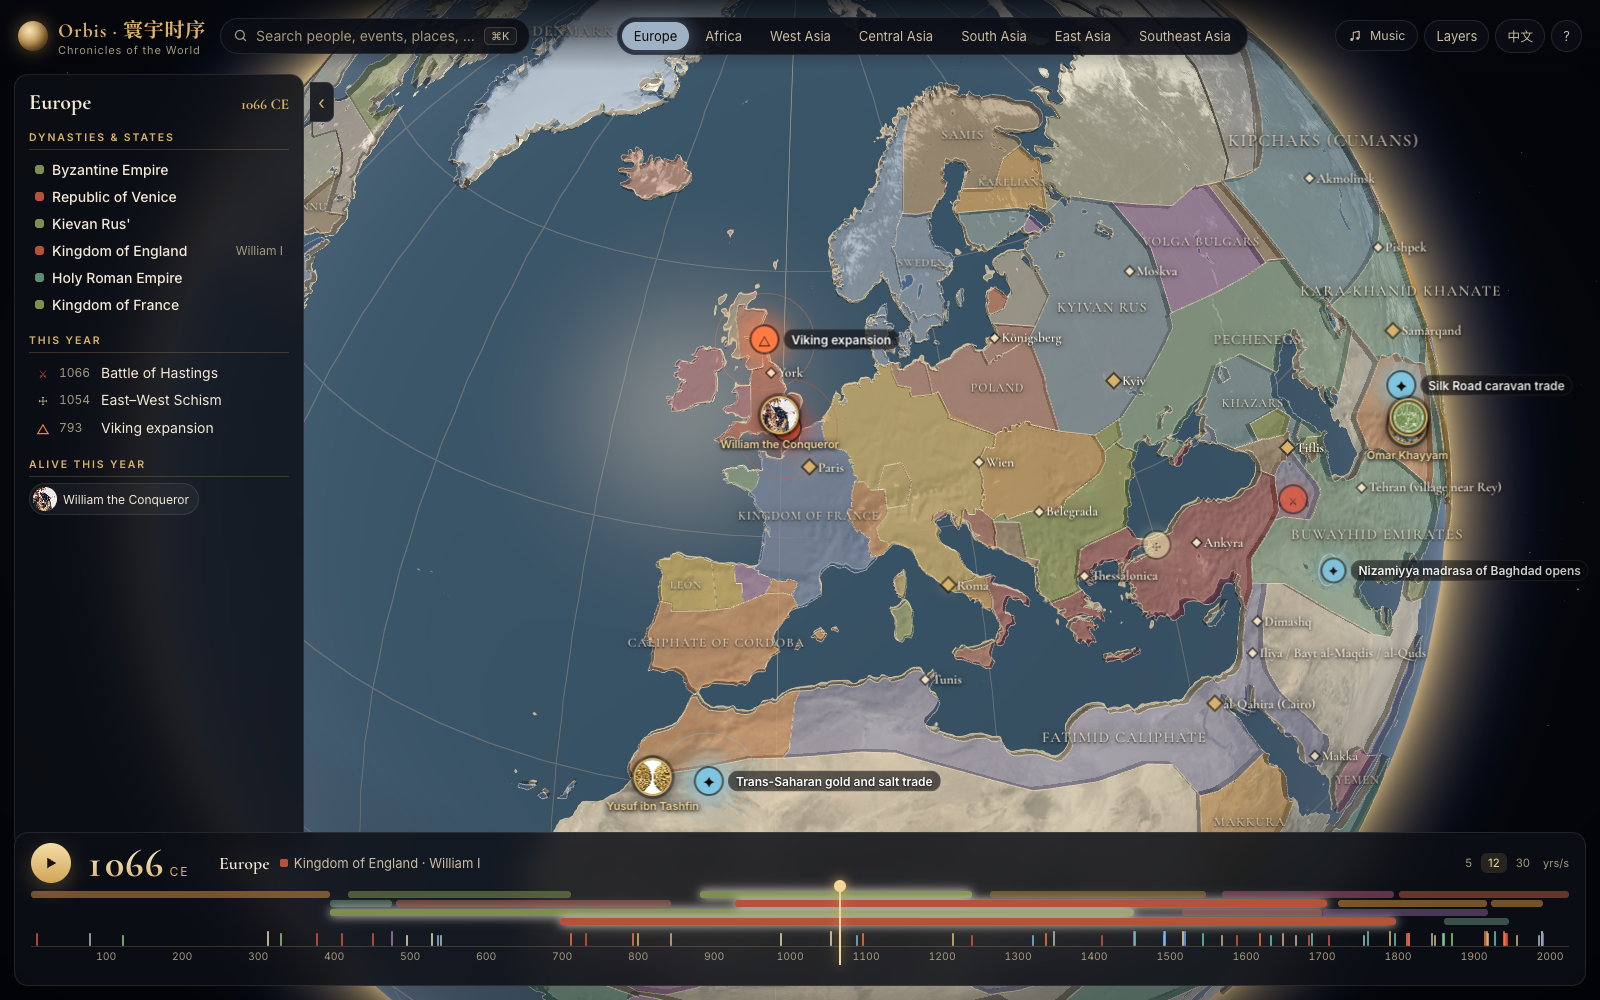 Orbis · 寰宇时序
Chronicles of the World
Search people, events, places, ... ⌘K
Europe Africa West Asia Central Asia South Asia East Asia Southeast Asia
Music Layers 中文 ?
Europe 1066 CE
DYNASTIES & STATES
Byzantine Empire
Republic of Venice
Kievan Rus'
Kingdom of England William I
Holy Roman Empire
Kingdom of France
THIS YEAR
1066 Battle of Hastings
1054 East–West Schism
793 Viking expansion
ALIVE THIS YEAR
William the Conqueror
DENMARK
SAMIS
KIPCHAKS (CUMANS)
Akmolinsk
KARELIANS
VOLGA BULGARS
Pishpek
SWEDEN
Moskva
KARA-KHANID KHANATE
KYIVAN RUS
Samarqand
Viking expansion
Königsberg
PECHENEGS
York
POLAND
Kyiv
Silk Road caravan trade
KHAZARS
William the Conqueror
Tiflis
Omar Khayyam
Paris
Wien
Tehran (village near Rey)
KINGDOM OF FRANCE
Belegrada
BUWAYHID EMIRATES
Ankyra
Nizamiyya madrasa of Baghdad opens
LEON
Roma
Thessalonica
Dimashq
CALIPHATE OF CORDOBA
Iliya / Bayt al-Maqdis / al-Quds
Tunis
al-Qahira (Cairo)
FATIMID CALIPHATE
Makka
Trans-Saharan gold and salt trade
YEMEN
Yusuf ibn Tashfin
MAKKURA
1066 CE Europe Kingdom of England · William I 5 12 30 yrs/s
100 200 300 400 500 600 700 800 900 1000 1100 1200 1300 1400 1500 1600 1700 1800 1900 2000